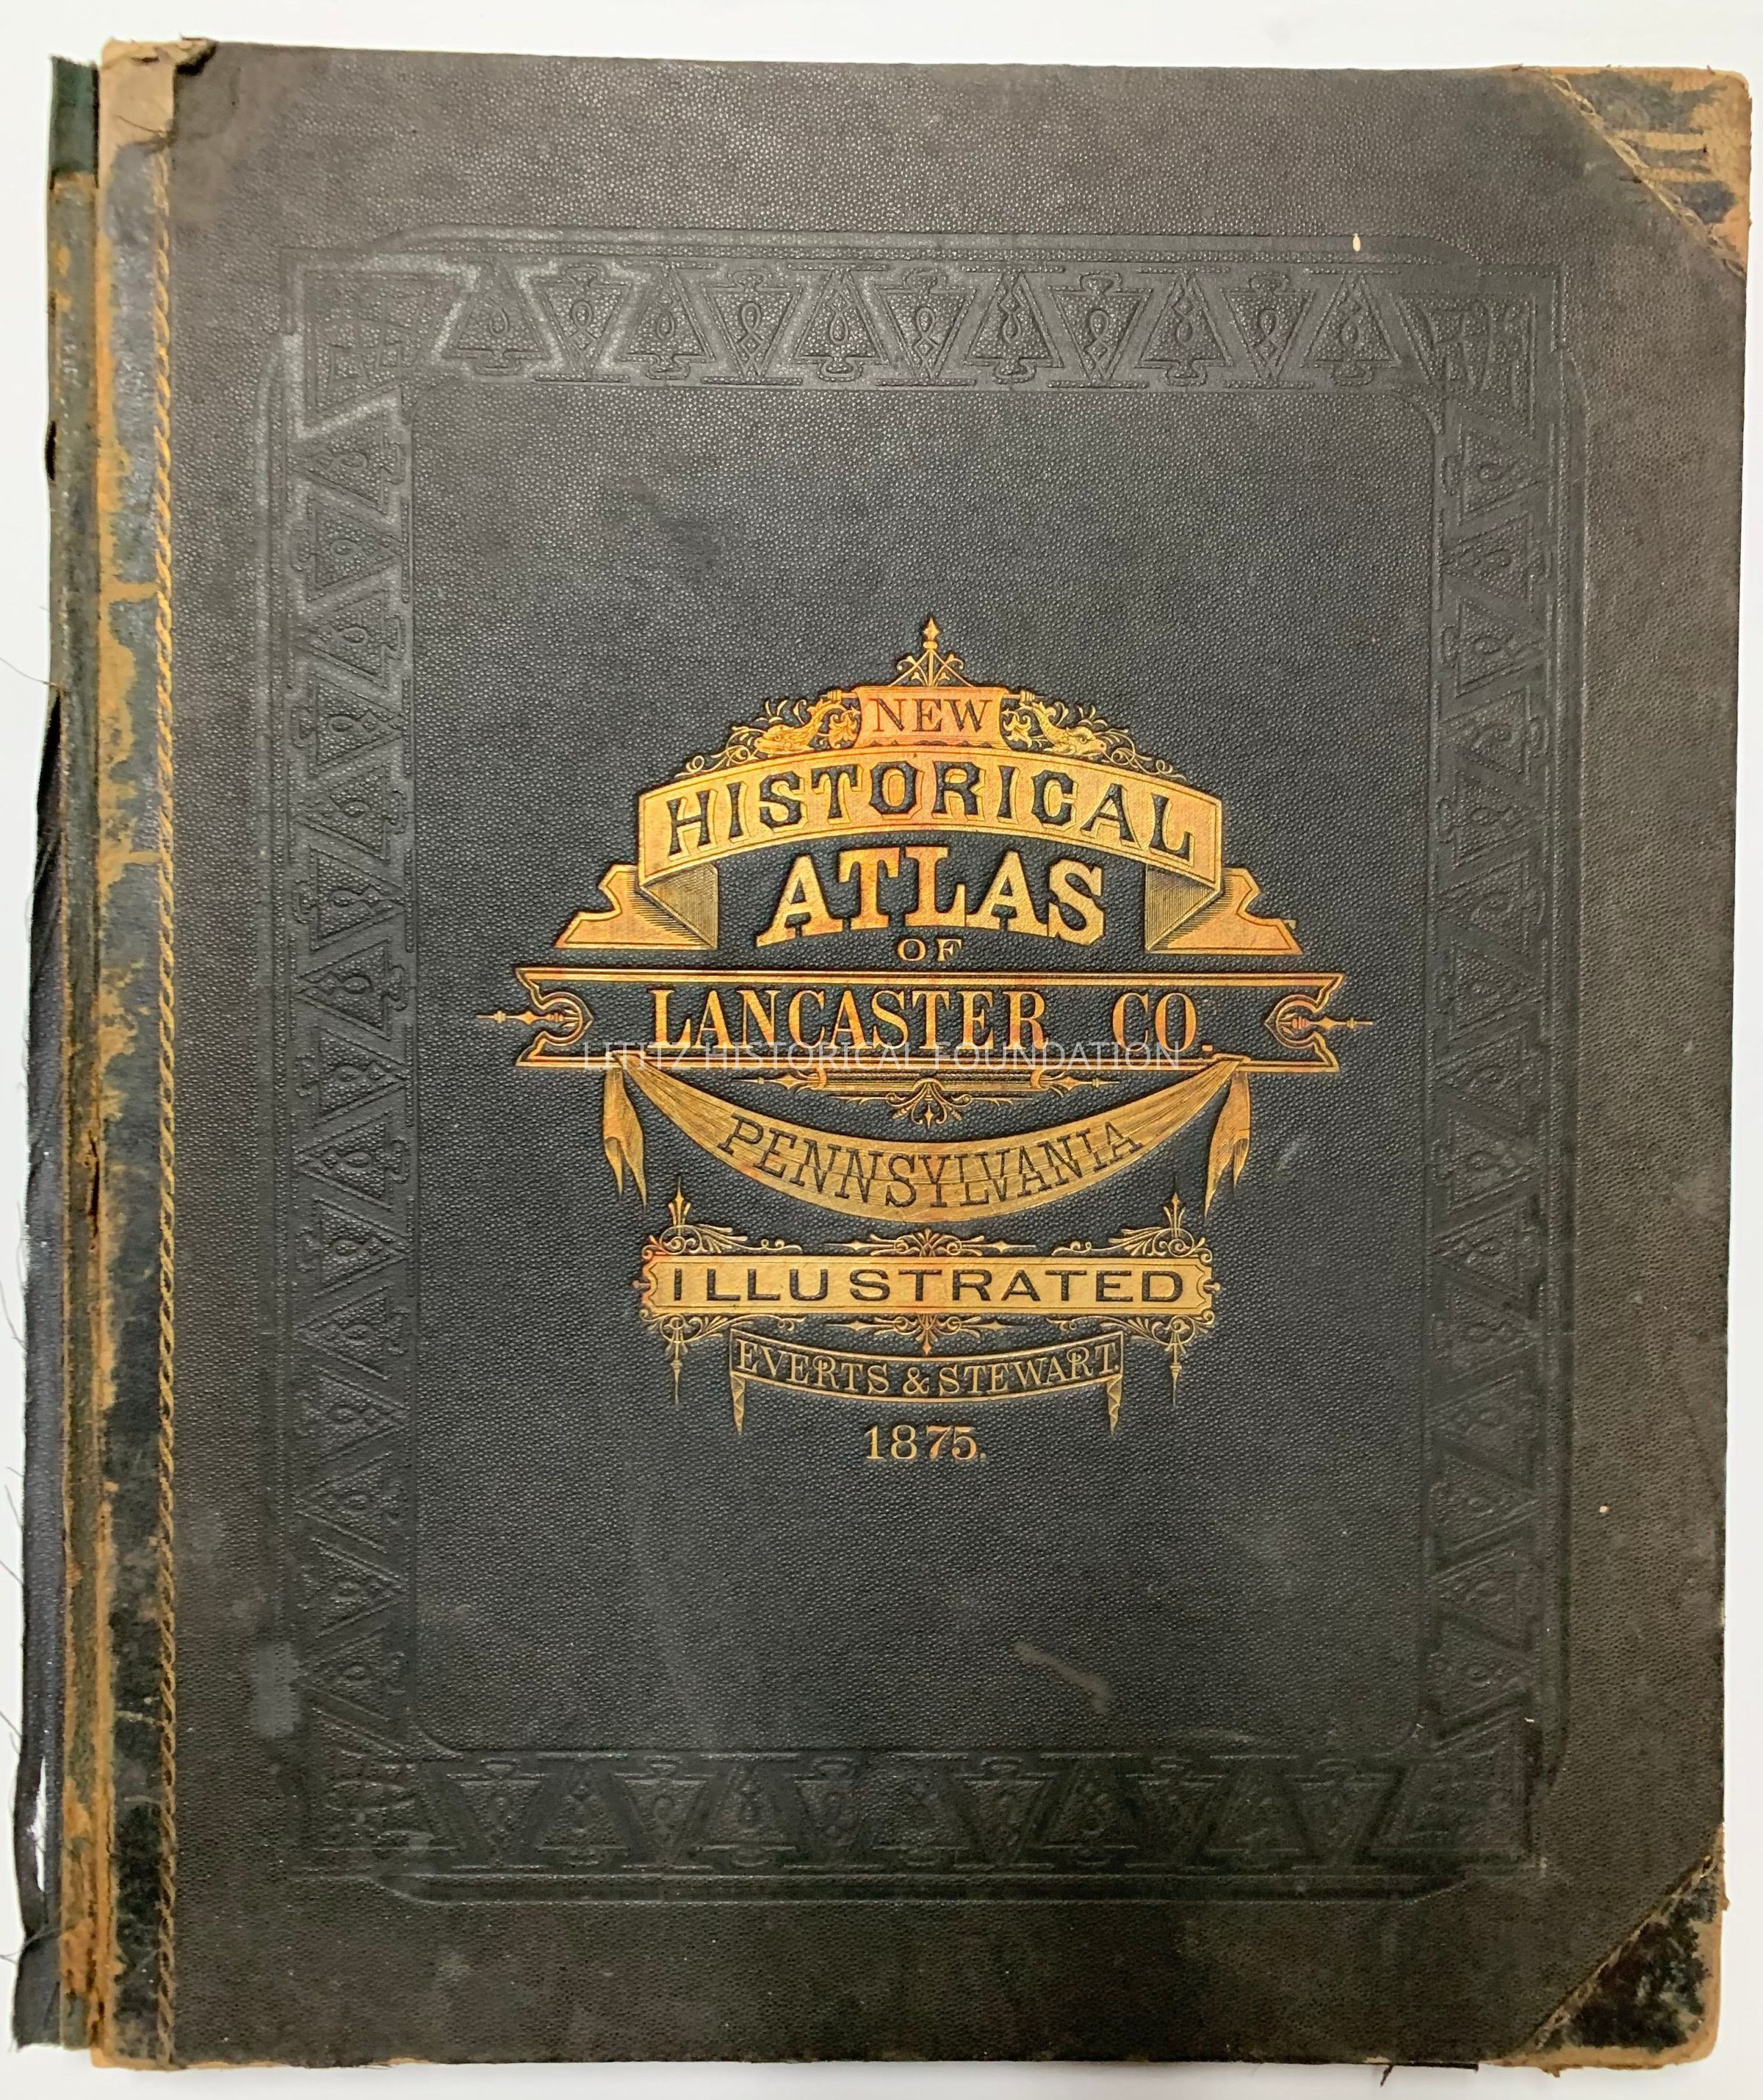 NEW
HISTORICAL
ATLAS
OF
LANCASTER CO.
LITITZ HISTORICAL FOUNDATION
PENNSYLVANIA
ILLUSTRATED
EVERTS & STEWART.
1875.